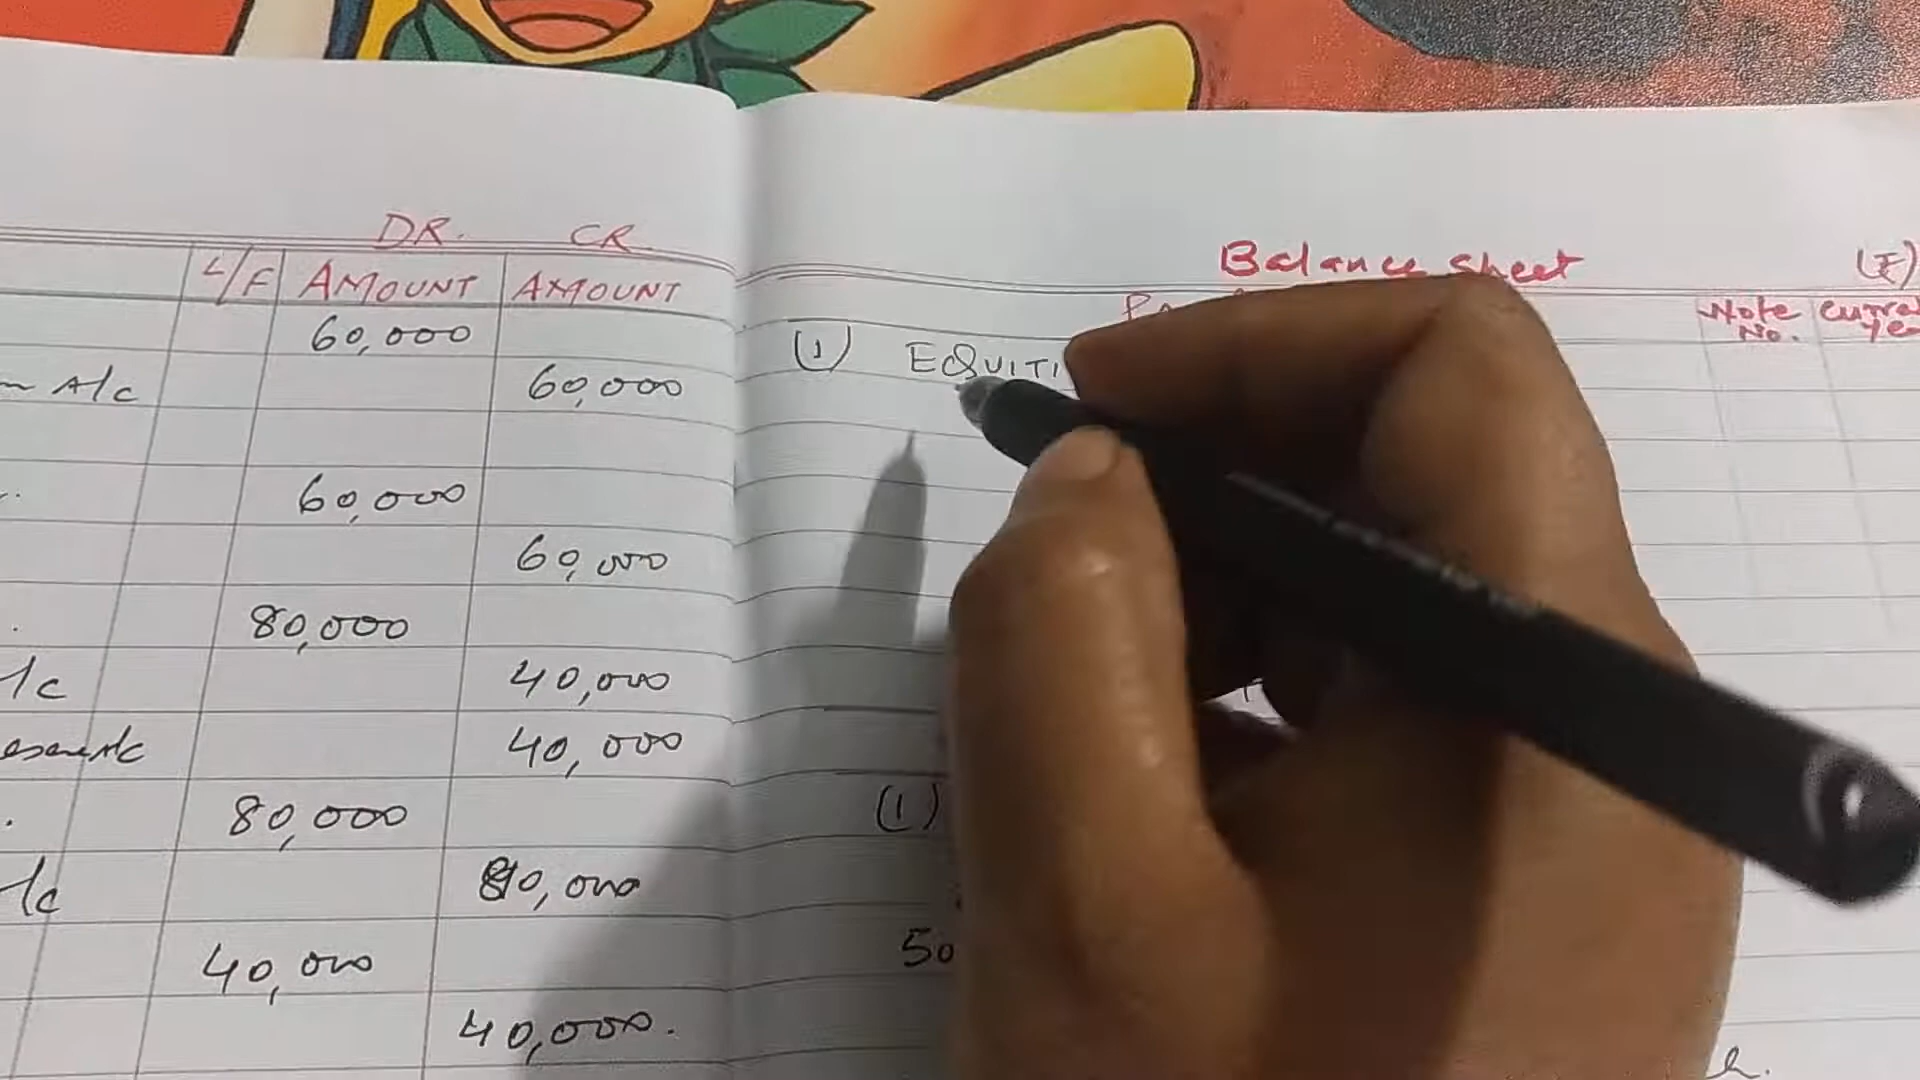 DR. CR.
L/F AMOUNT AMOUNT
60,000
A/c 60,000
60,000
60,000
80,000
/c 40,000
A/c 40,000
80,000
/c 80,000
40,000
40,000.
Balance Sheet (₹)
Note No.
(1) EQUITI
(1)
50